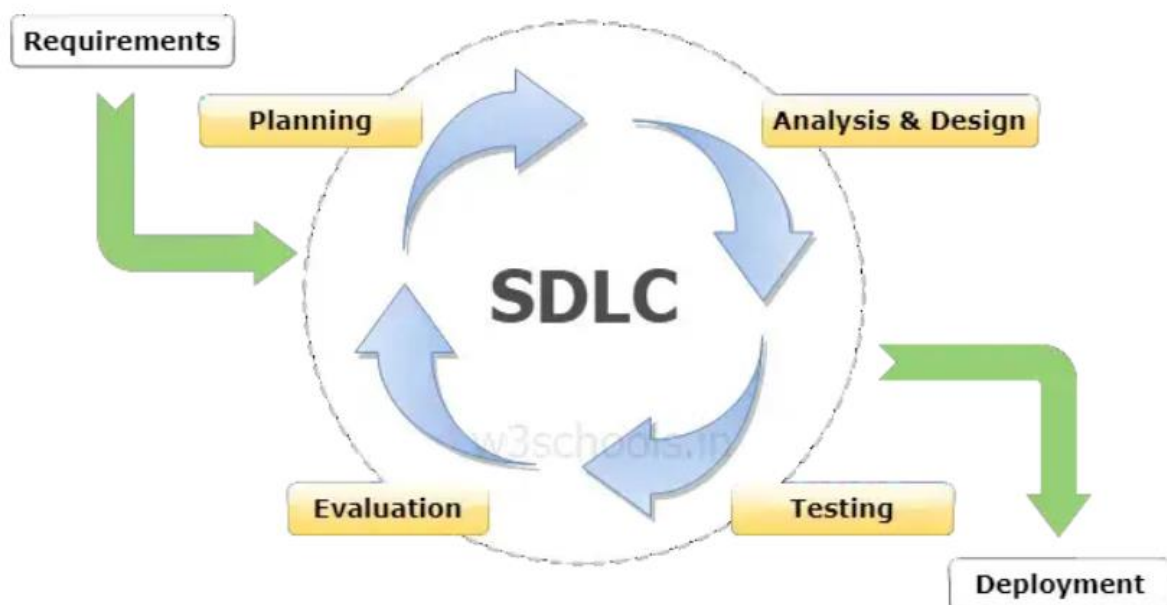 Requirements
Planning
Analysis & Design
SDLC
w3schools.in
Evaluation
Testing
Deployment